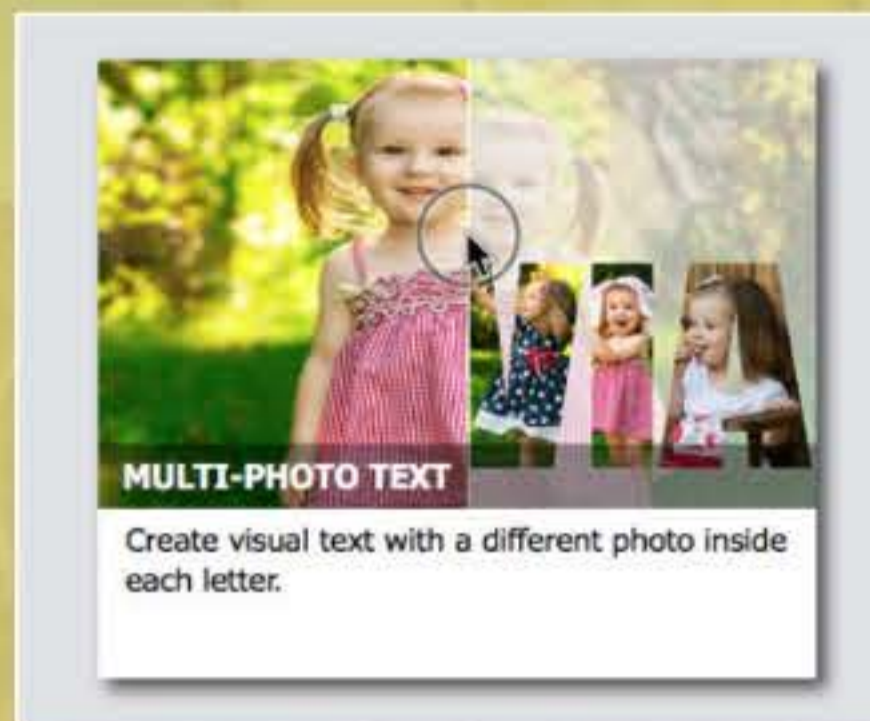 MULTI-PHOTO TEXT
Create visual text with a different photo inside
each letter.